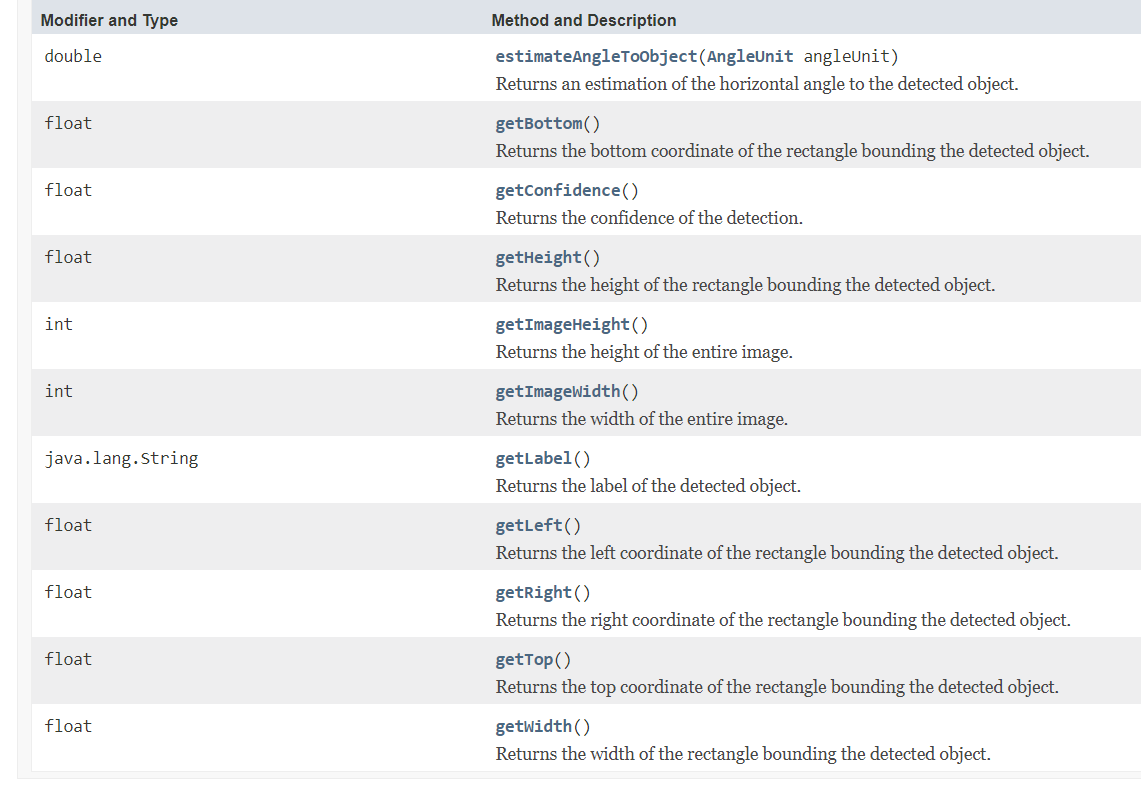 Modifier and Type Method and Description
double estimateAngleToObject(AngleUnit angleUnit)
Returns an estimation of the horizontal angle to the detected object.
float getBottom()
Returns the bottom coordinate of the rectangle bounding the detected object.
float getConfidence()
Returns the confidence of the detection.
float getHeight()
Returns the height of the rectangle bounding the detected object.
int getImageHeight()
Returns the height of the entire image.
int getImageWidth()
Returns the width of the entire image.
java.lang.String getLabel()
Returns the label of the detected object.
float getLeft()
Returns the left coordinate of the rectangle bounding the detected object.
float getRight()
Returns the right coordinate of the rectangle bounding the detected object.
float getTop()
Returns the top coordinate of the rectangle bounding the detected object.
float getWidth()
Returns the width of the rectangle bounding the detected object.